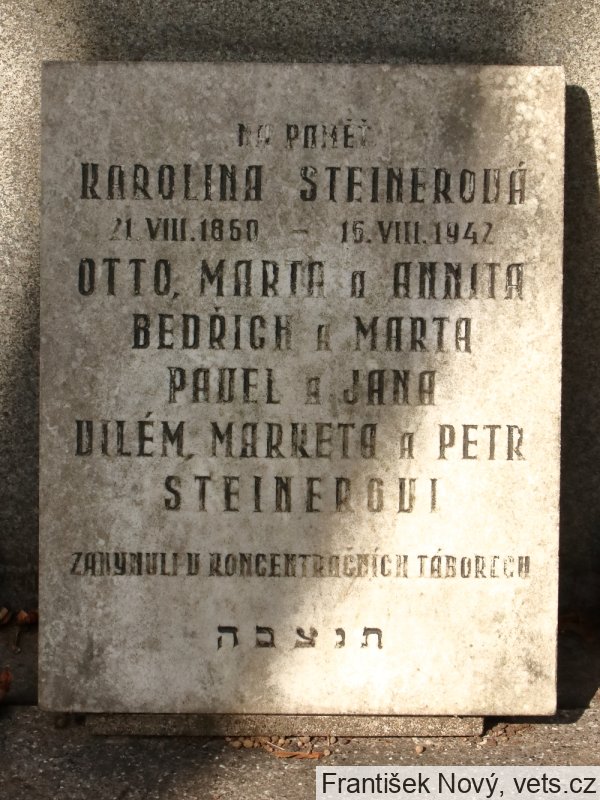 NA PAMĚŤ
KAROLINA STEINEROVÁ
21.VIII.1860 – 16.VIII.1942
OTTO, MARTA a ANNITA
BEDŘICH a MARTA
PAVEL a JANA
VILÉM, MARKETA a PETR
STEINEROVI
ZAHYNULI V KONCENTRAČNÍCH TÁBORECH
תנצבה
František Nový, vets.cz